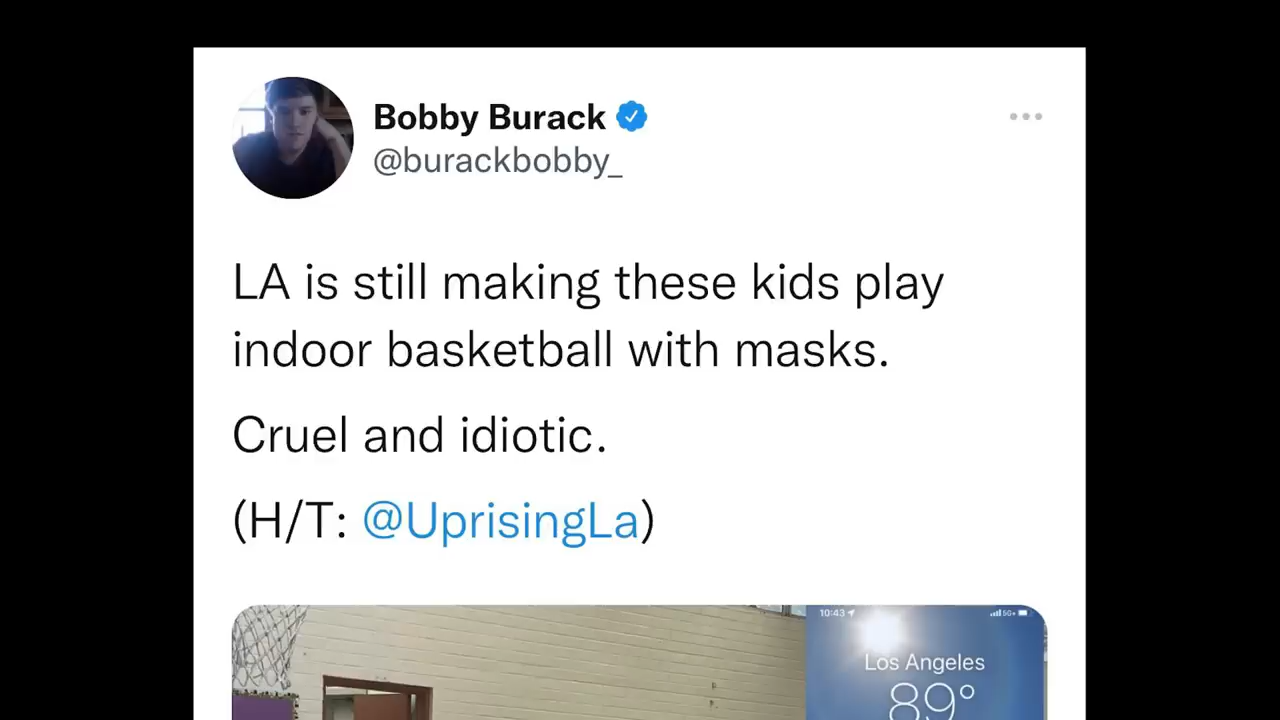 Bobby Burack
@burackbobby_
LA is still making these kids play
indoor basketball with masks.
Cruel and idiotic.
(H/T: @UprisingLa)
10:43
5G+
Los Angeles
89°